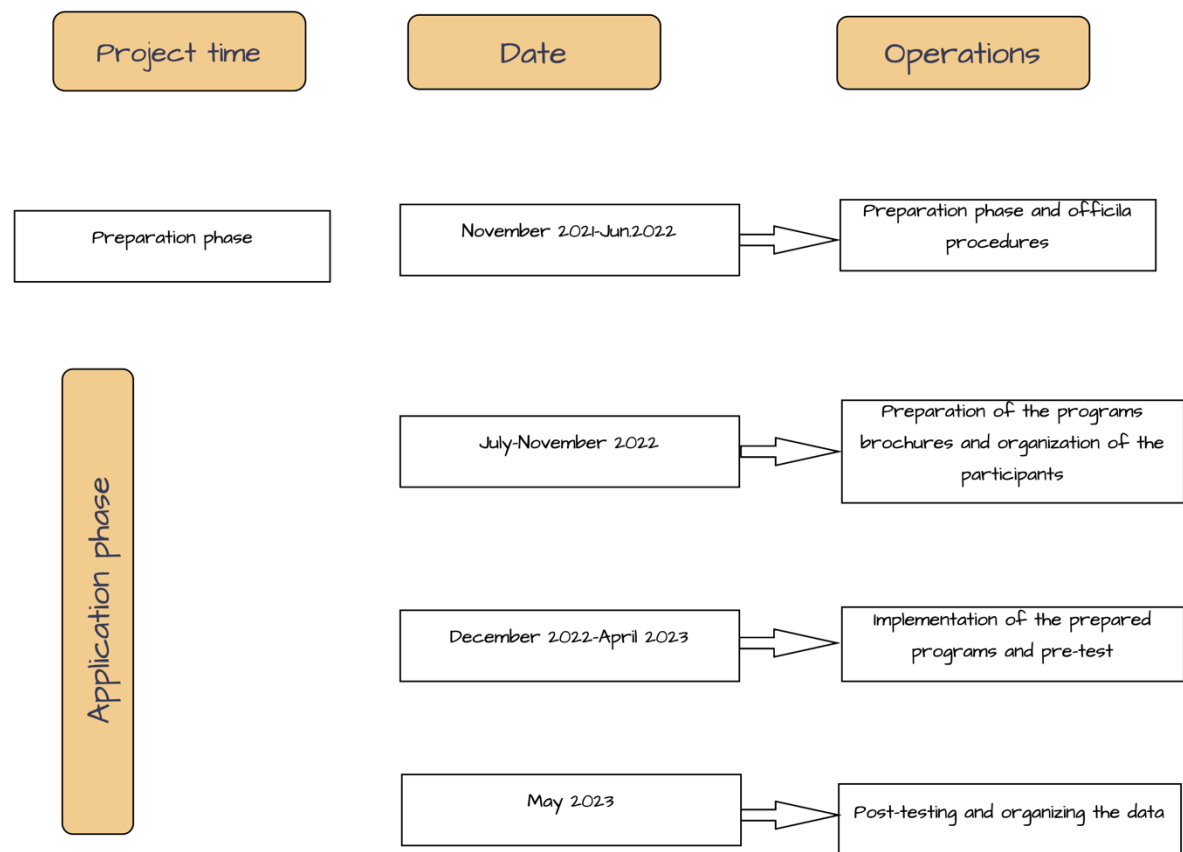 Project time
Date
Operations
Preparation phase
November 2021-Jun.2022
Preparation phase and officila
procedures
Application phase
July-November 2022
Preparation of the programs
brochures and organization of the
participants
December 2022-April 2023
Implementation of the prepared
programs and pre-test
May 2023
Post-testing and organizing the data